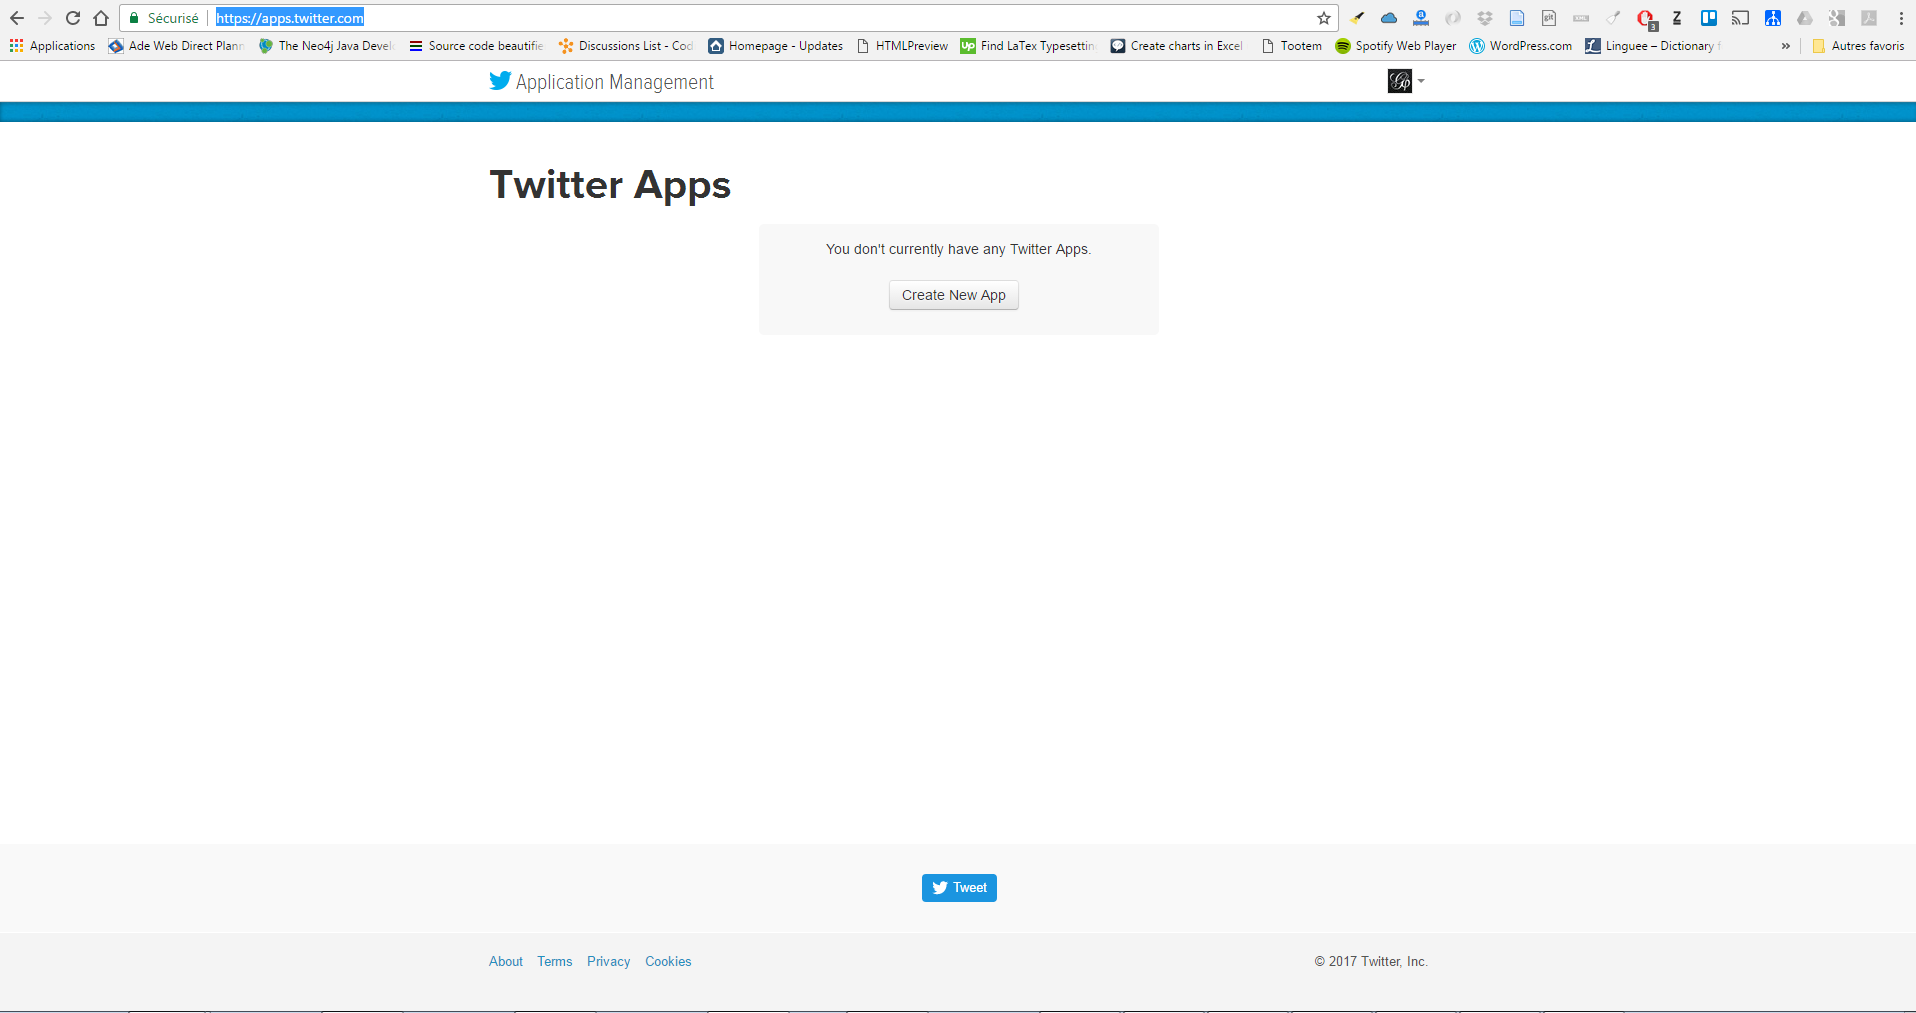 Sécurisé https://apps.twitter.com
Applications Ade Web Direct Plann The Neo4j Java Devel Source code beautifie Discussions List - Cod Homepage - Updates HTMLPreview Up Find LaTex Typesettin Create charts in Excel Tootem Spotify Web Player WordPress.com Linguee – Dictionary f » Autres favoris
Application Management
Twitter Apps
You don't currently have any Twitter Apps.
Create New App
Tweet
About Terms Privacy Cookies © 2017 Twitter, Inc.